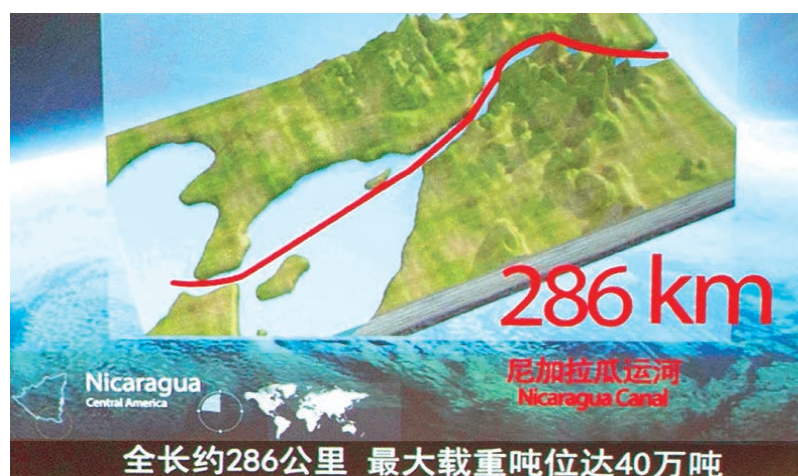 286 km
尼加拉瓜运河
Nicaragua Canal
Nicaragua
Central America
全长约286公里 最大载重吨位达40万吨